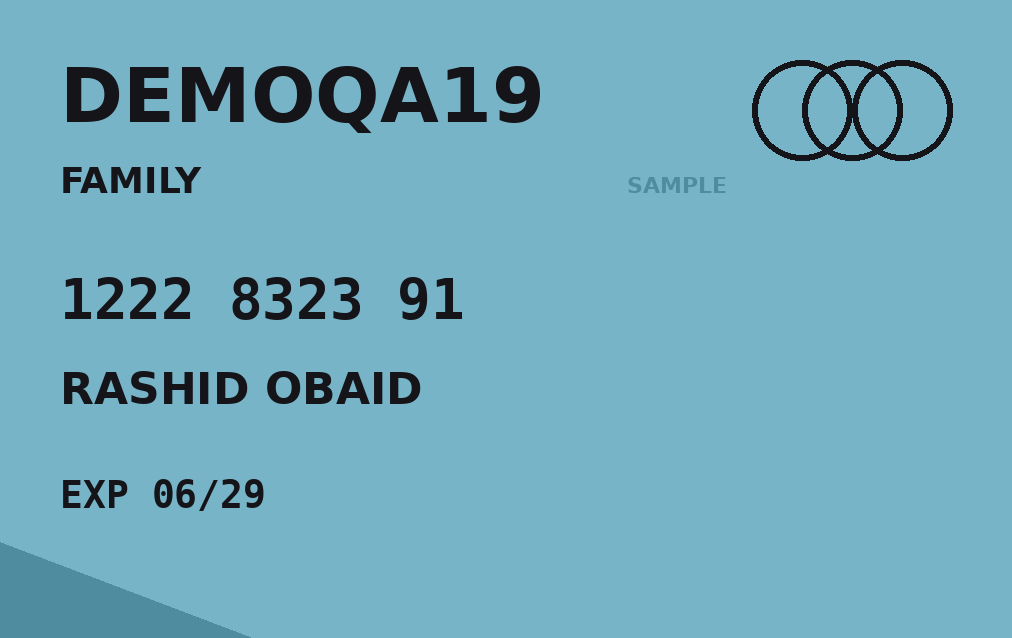 DEMOQA19
FAMILY
SAMPLE
1222 8323 91
RASHID OBAID
EXP 06/29